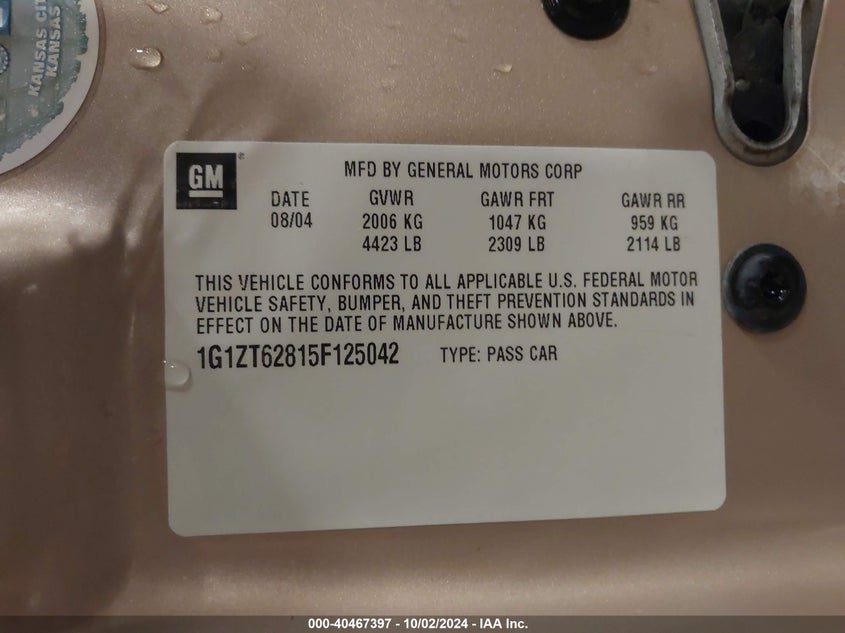 KANSAS CIT
KANSAS
GM
MFD BY GENERAL MOTORS CORP
DATE GVWR GAWR FRT GAWR RR
08/04 2006 KG 1047 KG 959 KG
4423 LB 2309 LB 2114 LB
THIS VEHICLE CONFORMS TO ALL APPLICABLE U.S. FEDERAL MOTOR
VEHICLE SAFETY, BUMPER, AND THEFT PREVENTION STANDARDS IN
EFFECT ON THE DATE OF MANUFACTURE SHOWN ABOVE.
1G1ZT62815F125042 TYPE: PASS CAR
000-40467397 - 10/02/2024 - IAA Inc.